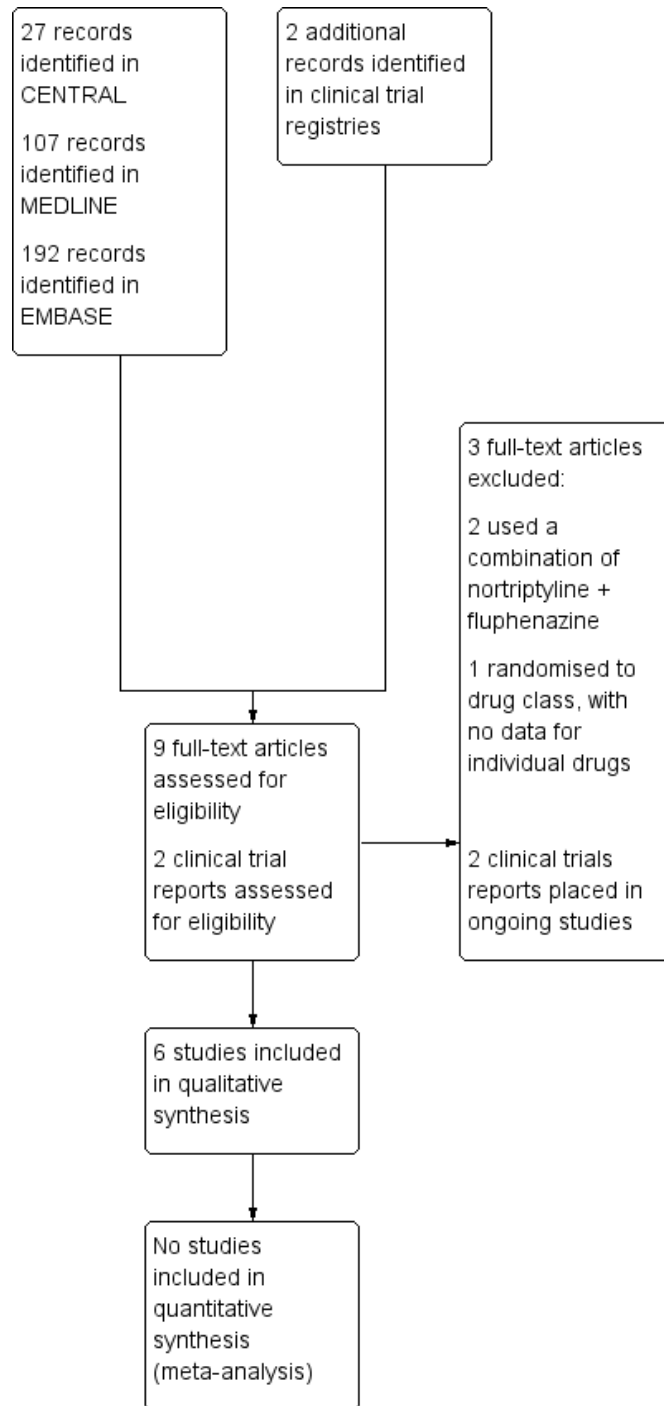 27 records
identified in
CENTRAL
107 records
identified in
MEDLINE
192 records
identified in
EMBASE
2 additional
records identified
in clinical trial
registries
3 full-text articles
excluded:
2 used a
combination of
nortriptyline +
fluphenazine
1 randomised to
drug class, with
no data for
individual drugs
2 clinical trials
reports placed in
ongoing studies
9 full-text articles
assessed for
eligibility
2 clinical trial
reports assessed
for eligibility
6 studies included
in qualitative
synthesis
No studies
included in
quantitative
synthesis
(meta-analysis)